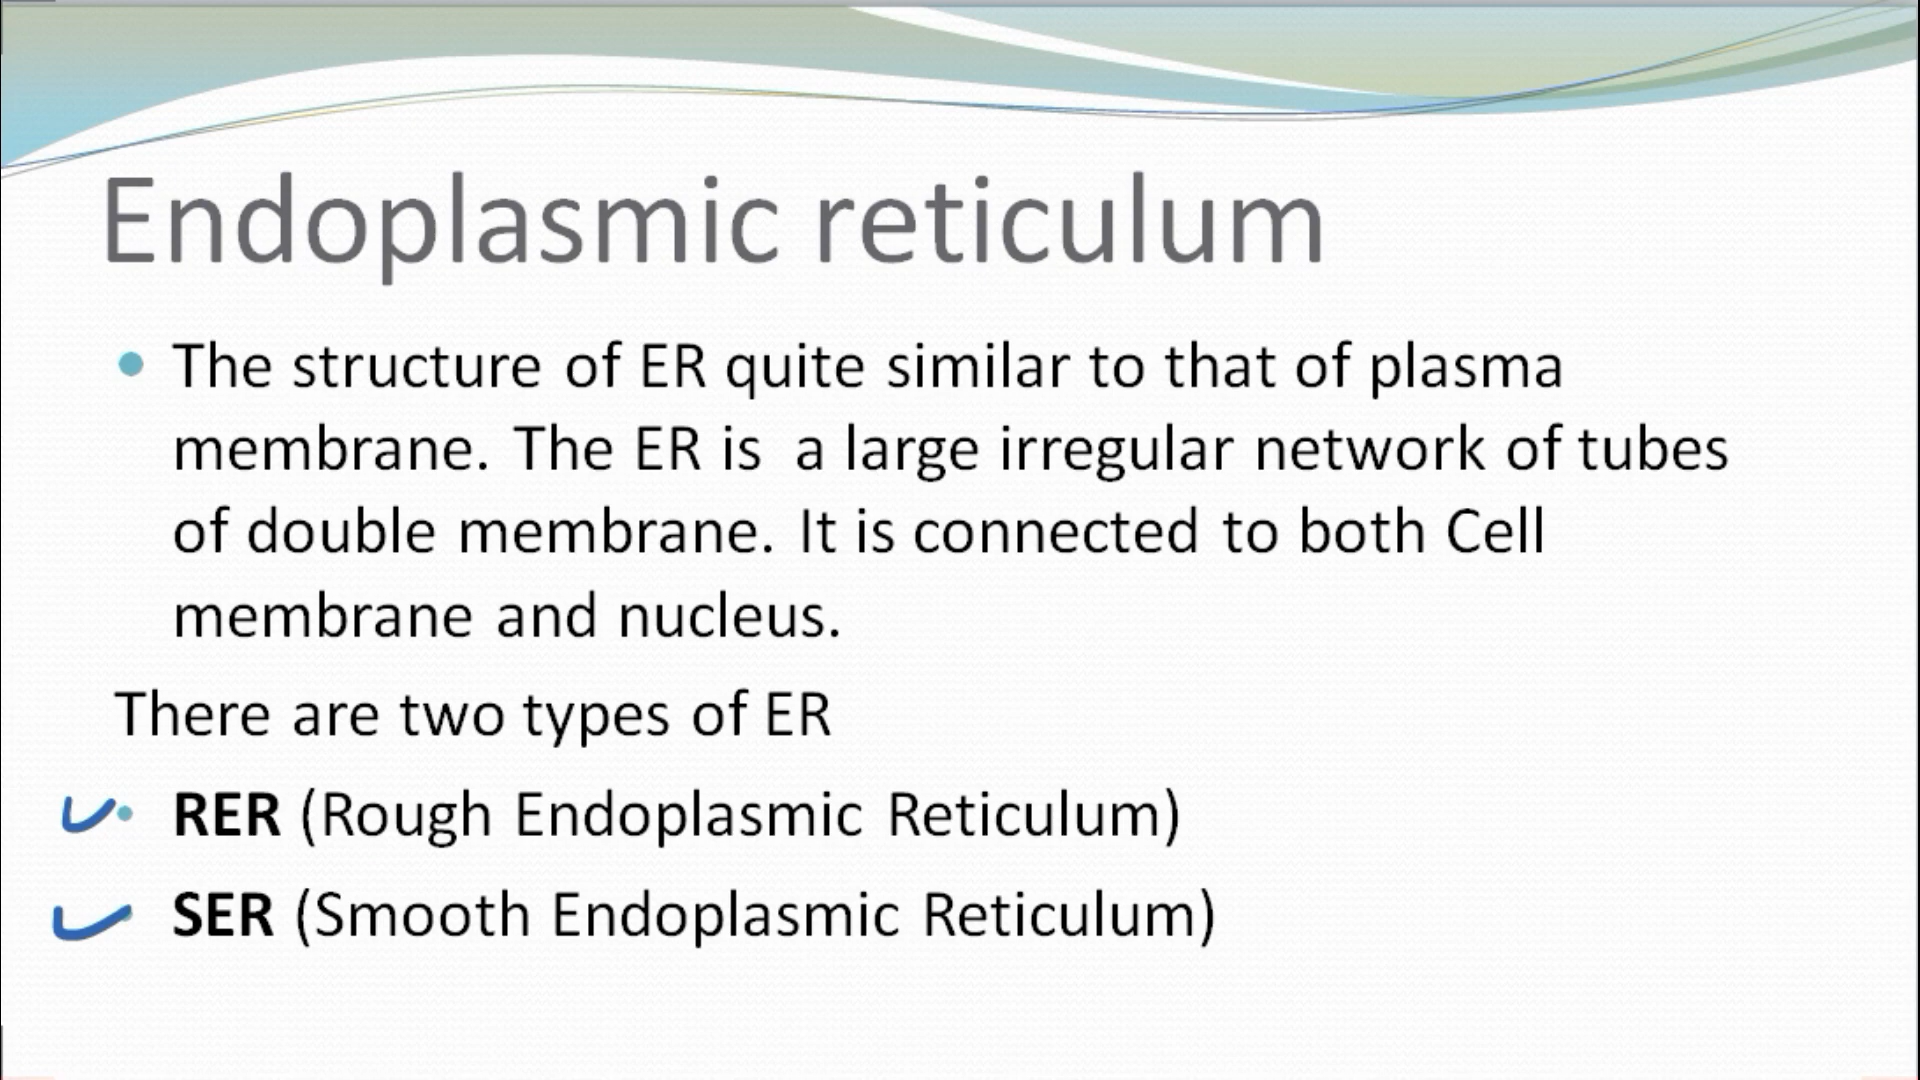 Endoplasmic reticulum
The structure of ER quite similar to that of plasma
membrane. The ER is a large irregular network of tubes
of double membrane. It is connected to both Cell
membrane and nucleus.
There are two types of ER
RER (Rough Endoplasmic Reticulum)
SER (Smooth Endoplasmic Reticulum)